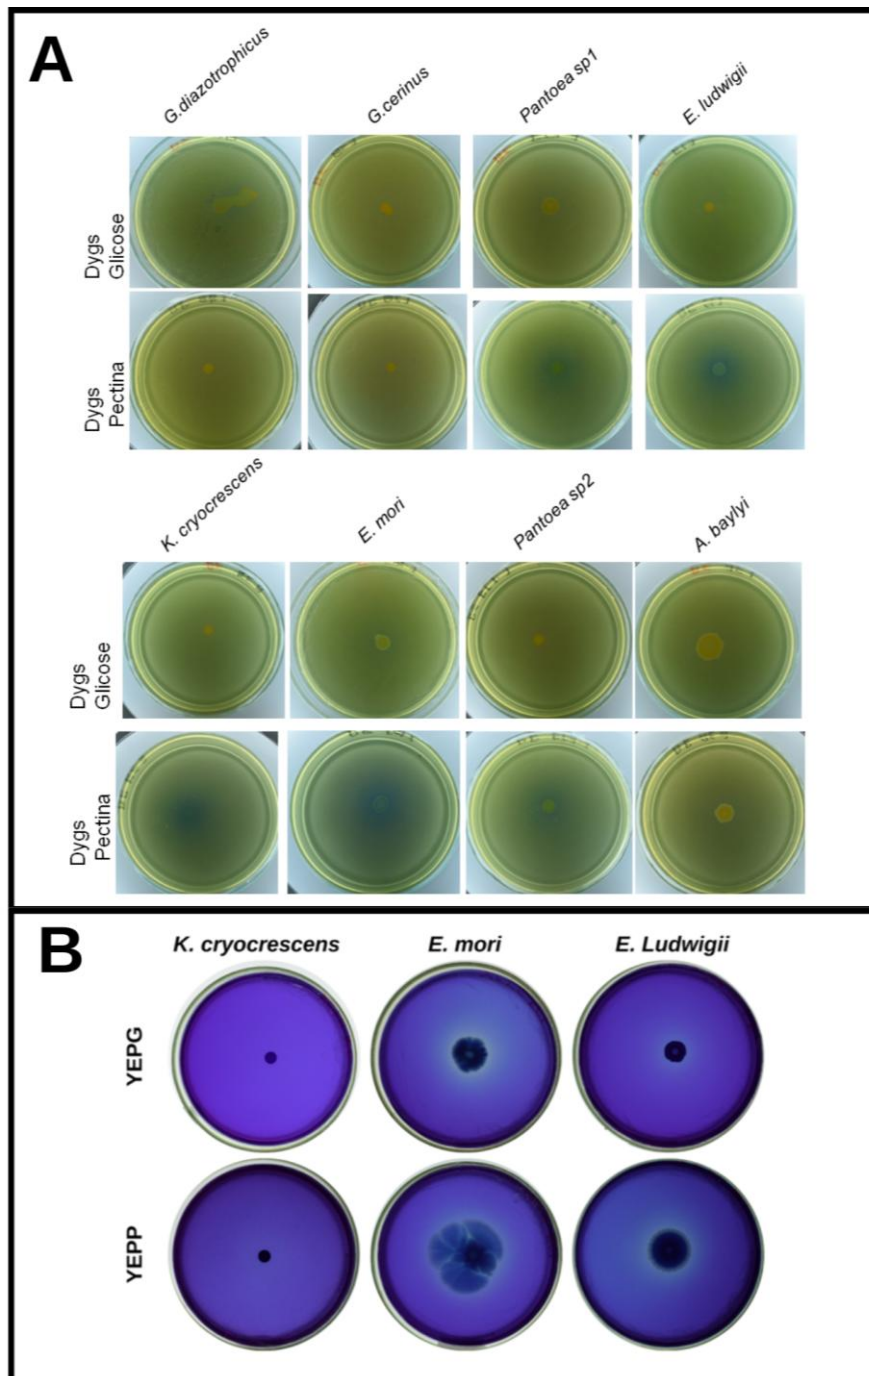 A
G.diazotrophicus
G.cerinus
Pantoea sp1
E. ludwigii
Dygs
Glicose
Dygs
Pectina
K. cryocrescens
E. mori
Pantoea sp2
A. baylyi
Dygs
Glicose
Dygs
Pectina
B
K. cryocrescens
E. mori
E. Ludwigii
YEPG
YEPP